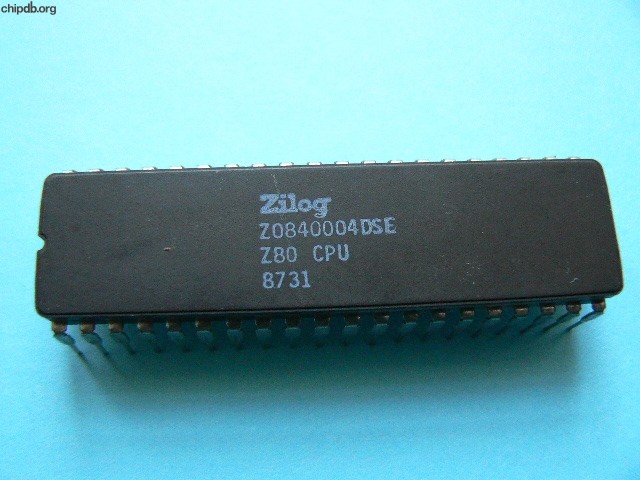 chipdb.org
Zilog
Z0840004DSE
Z80 CPU
8731